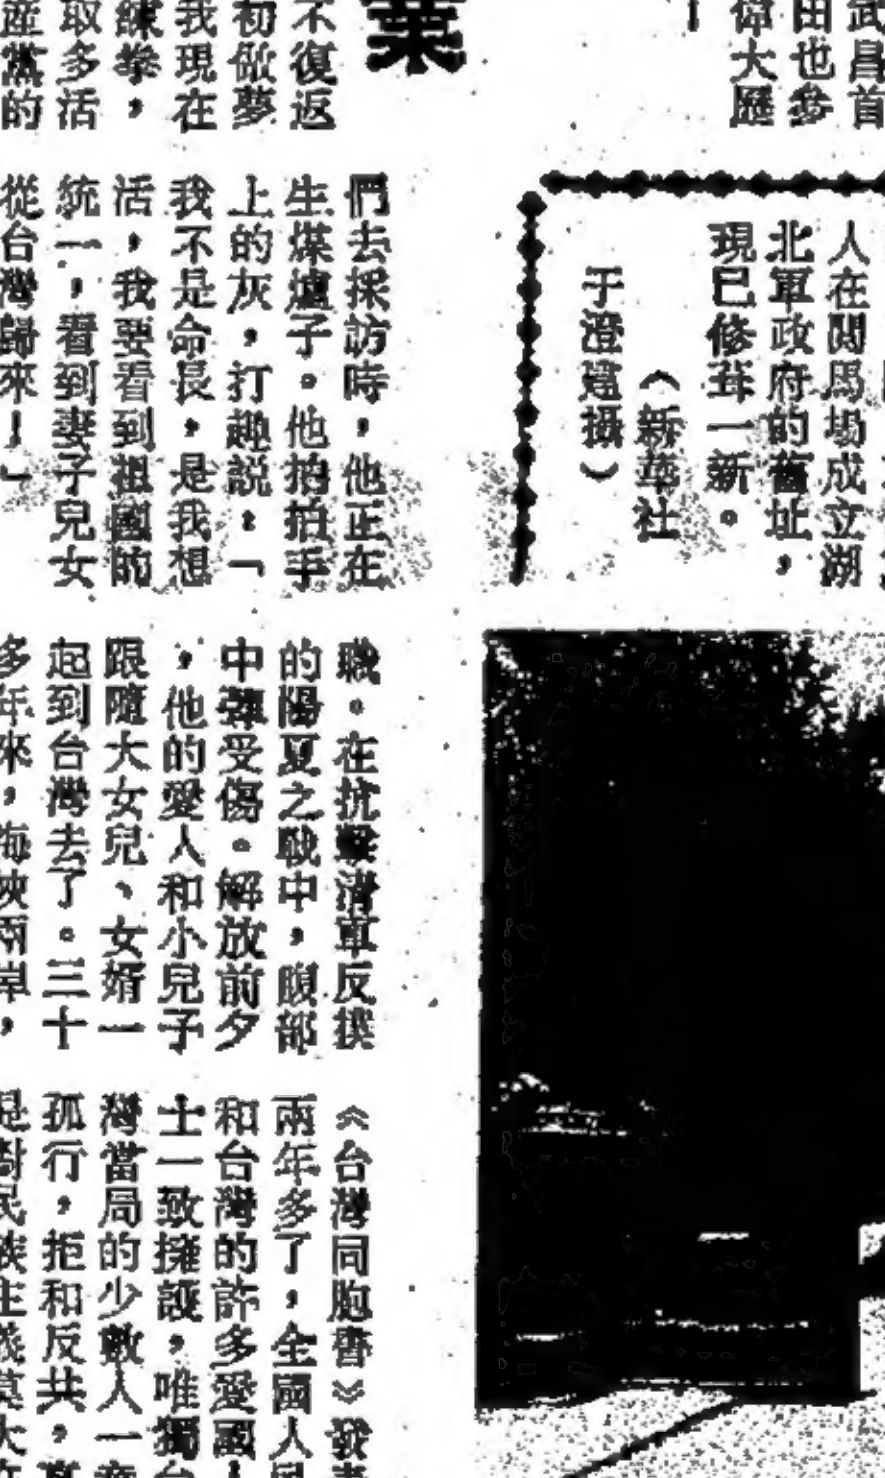 武昌首
田也參
偉大歷
葉
不復返
初做夢
我現在
練拳，
取多活
產黨的
人在閱馬場成立湖
北軍政府的舊址，
現已修葺一新。
（新華社
于澄建攝）
們去採訪時，他正在
生煤爐子。他拍拍手
上的灰，打趣説：「
我不是命長，是我想
活，我要看到祖國的
統一，看到妻子兒女
從台灣歸來！」
職。在抗擊清軍反撲
的陽夏之戰中，腹部
中彈受傷。解放前夕
，他的愛人和小兒子
跟隨大女兒、女婿一
起到台灣去了。三十
多年來，海峽兩岸，
《台灣同胞書》發表
兩年多了，全國人民
和台灣的許多愛國人
士一致擁護，唯獨台
灣當局的少數人一意
孤行，拒和反共，
是對民族主義莫大